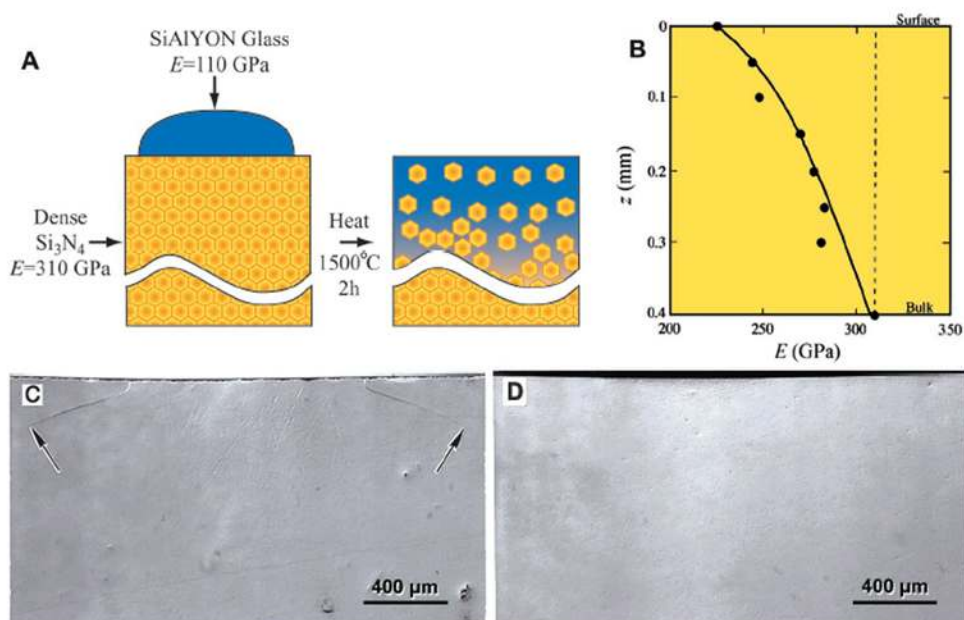 A
SiAlYON Glass
E=110 GPa
Dense
Si3N4
E=310 GPa
Heat
1500°C
2h
B
Surface
0
0.1
0.2
0.3
0.4
z (mm)
Bulk
200
250
300
350
E (GPa)
C
400 µm
D
400 µm